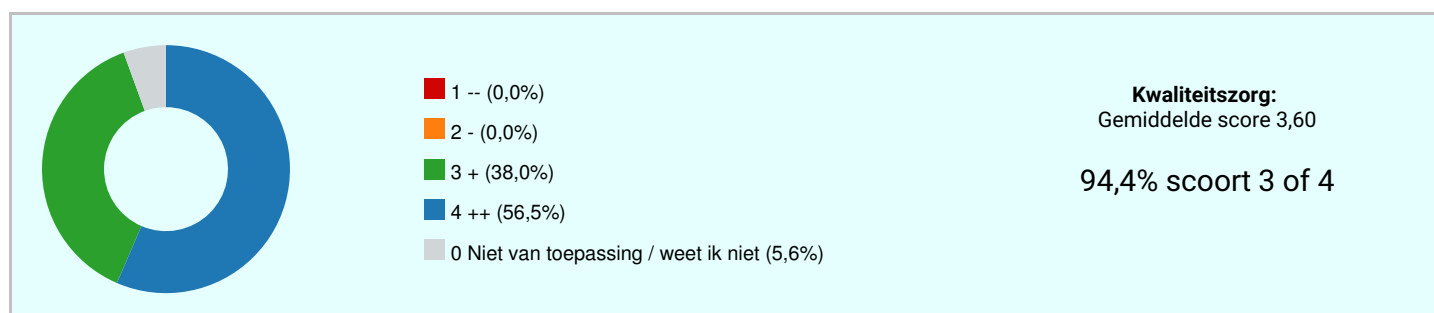 1 -- (0,0%)
2 - (0,0%)
3 + (38,0%)
4 ++ (56,5%)
0 Niet van toepassing / weet ik niet (5,6%)
Kwaliteitszorg:
Gemiddelde score 3,60
94,4% scoort 3 of 4